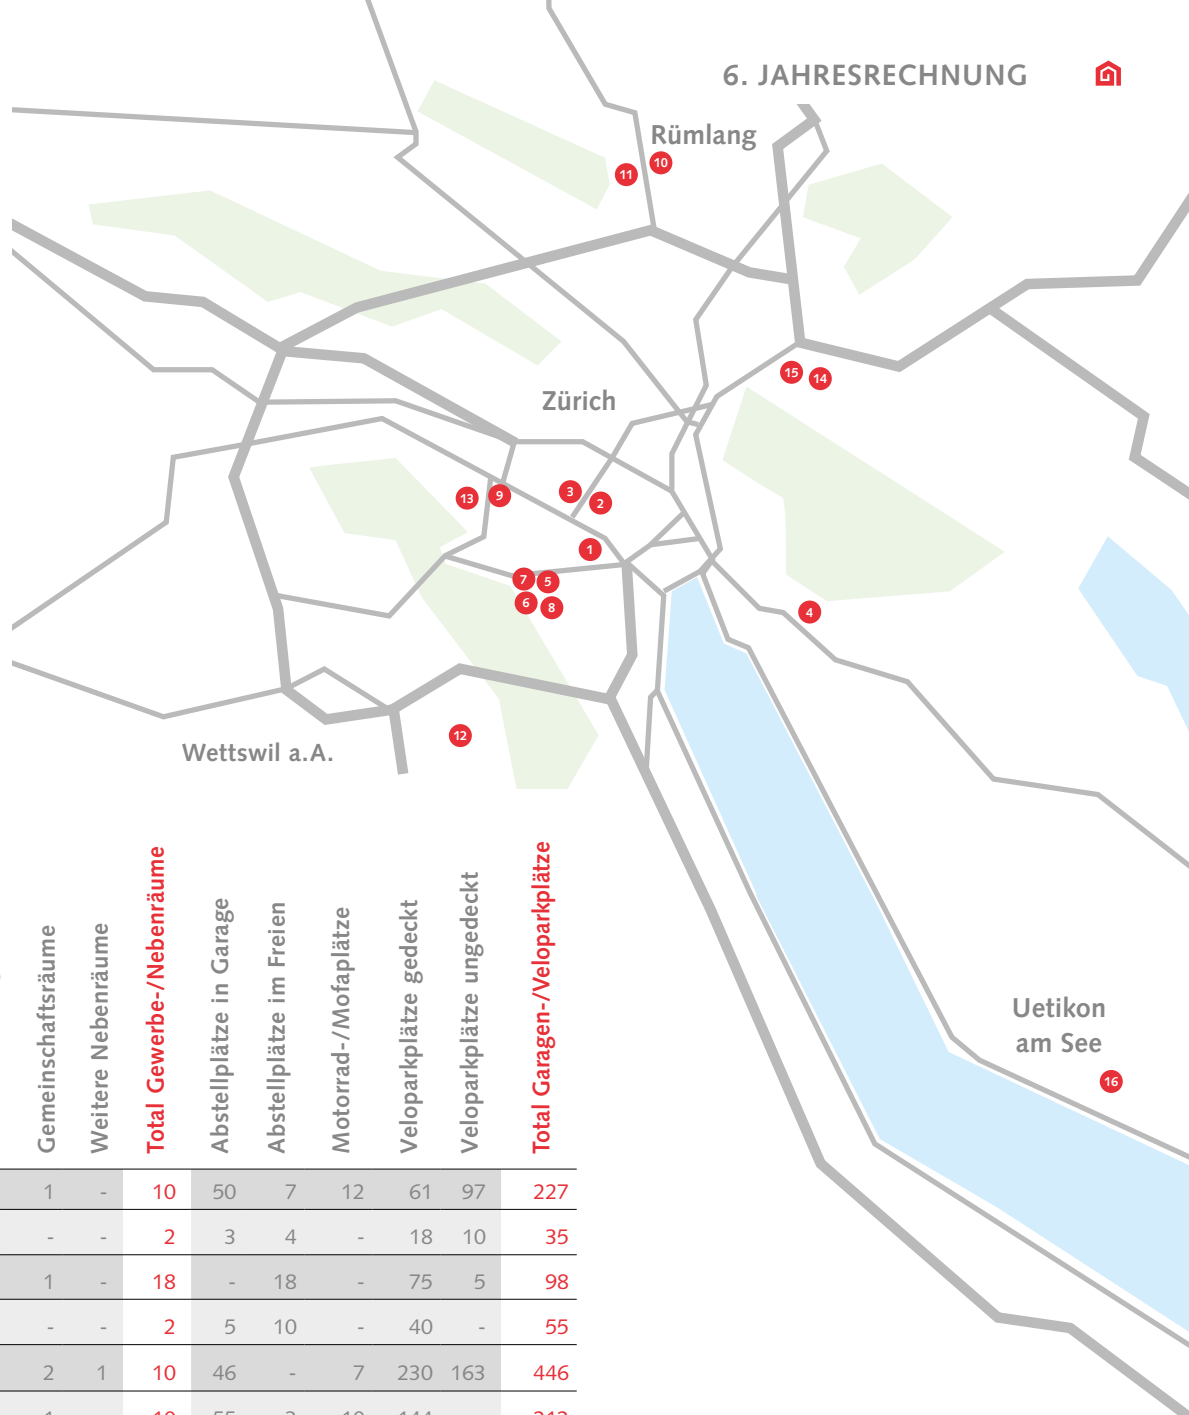 6. JAHRESRECHNUNG
Rümlang
10
11
15
14
Zürich
13
9
3
2
1
7
5
6
8
4
12
Wettswil a.A.
Uetikon
am See
16
Gemeinschaftsräume
Weitere Nebenräume
Total Gewerbe-/Nebenräume
Abstellplätze in Garage
Abstellplätze im Freien
Motorrad-/Mofaplätze
Veloparkplätze gedeckt
Veloparkplätze ungedeckt
Total Garagen-/Veloparkplätze
1 - 10 50 7 12 61 97 227
- - 2 3 4 - 18 10 35
1 - 18 - 18 - 75 5 98
- - 2 5 10 - 40 - 55
2 1 10 46 - 7 230 163 446